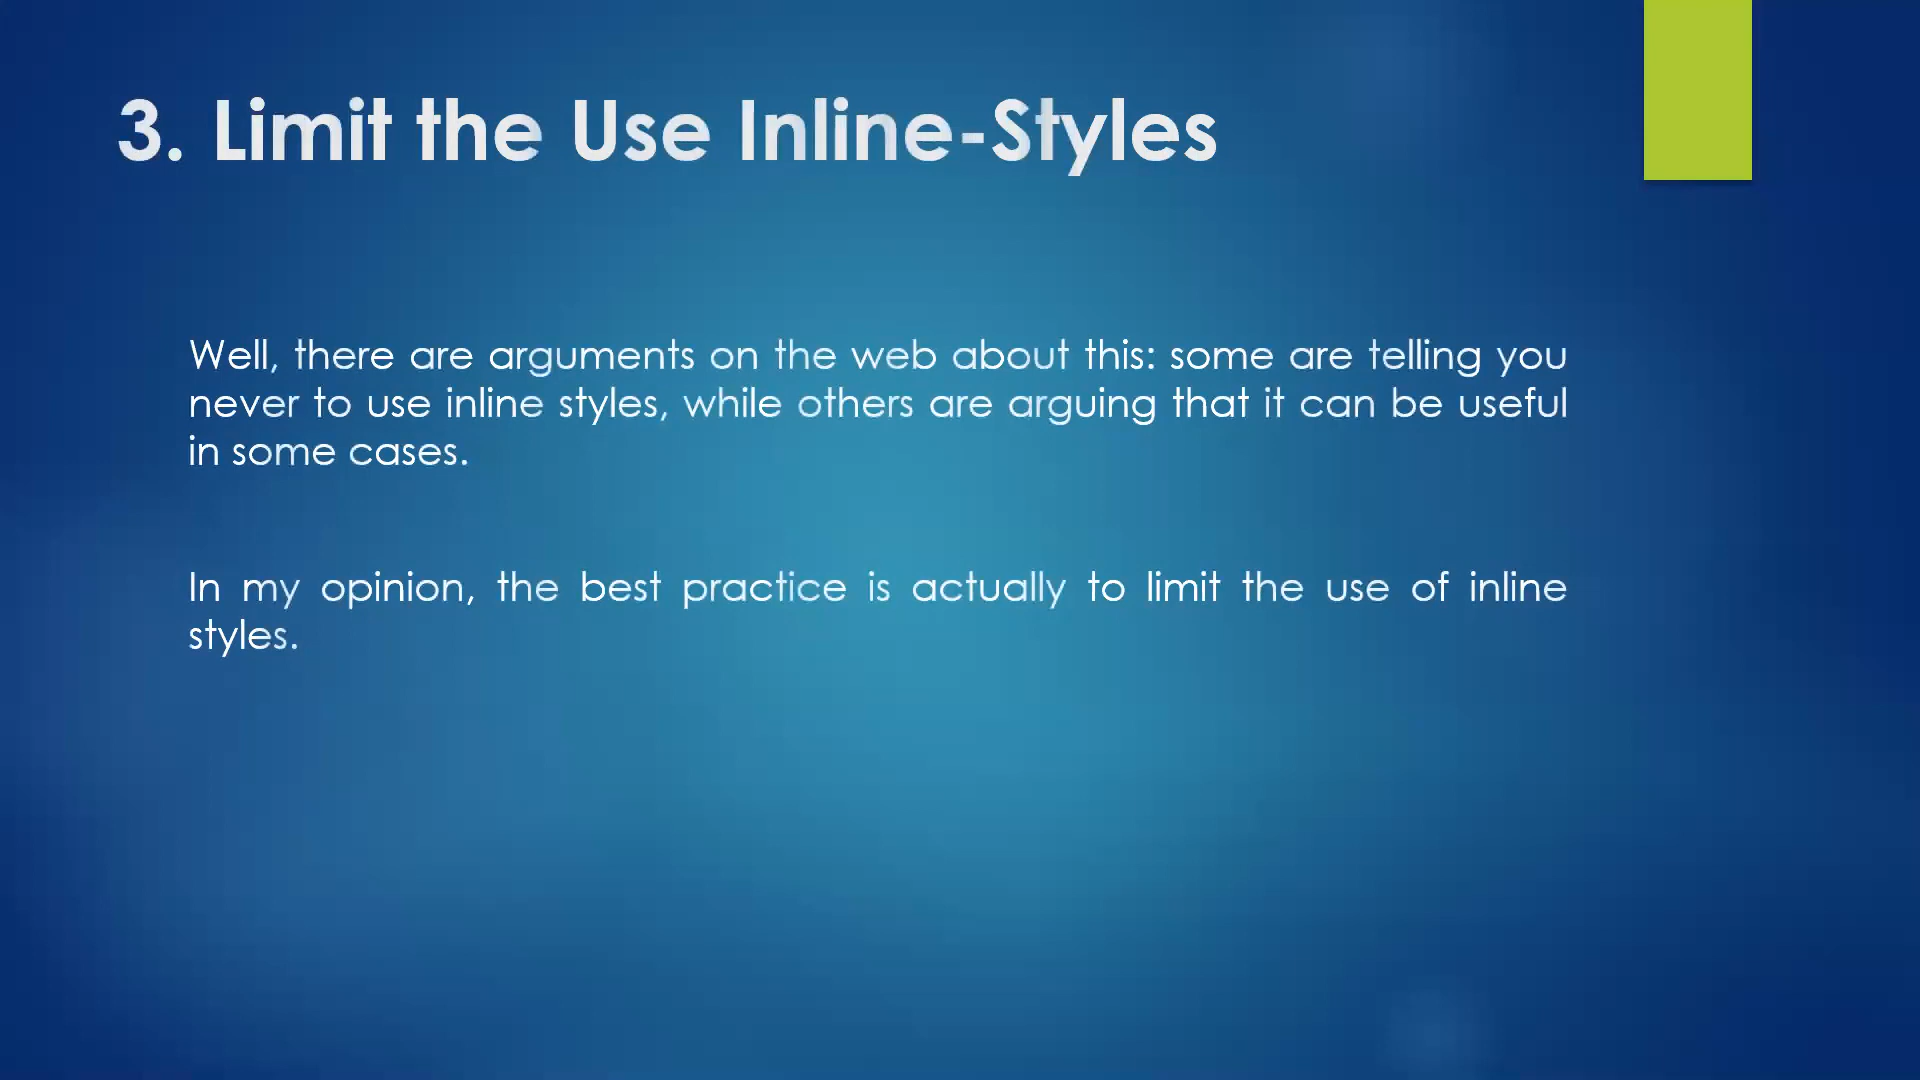 3. Limit the Use Inline-Styles
Well, there are arguments on the web about this: some are telling you
never to use inline styles, while others are arguing that it can be useful
in some cases.
In my opinion, the best practice is actually to limit the use of inline
styles.